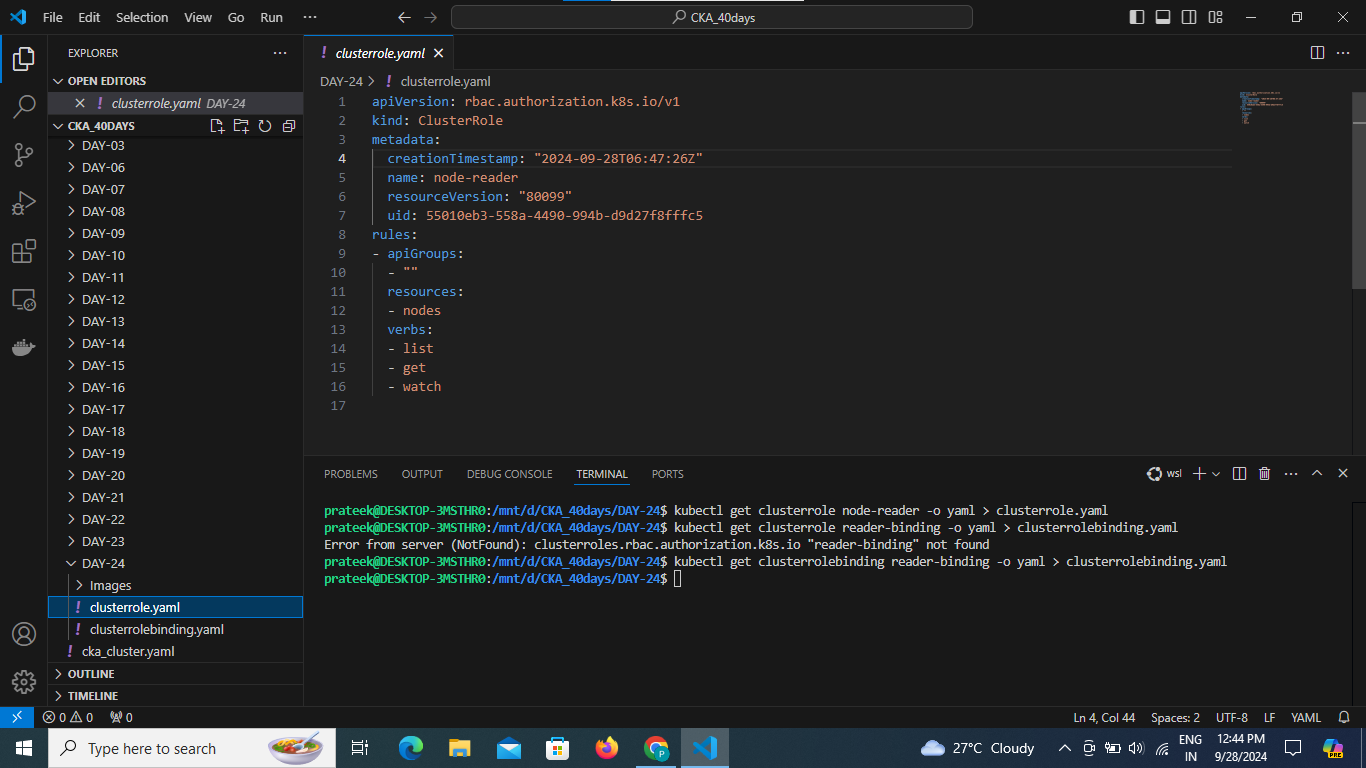 File Edit Selection View Go Run ···
CKA_40days
EXPLORER
OPEN EDITORS
clusterrole.yaml DAY-24
CKA_40DAYS
DAY-03
DAY-06
DAY-07
DAY-08
DAY-09
DAY-10
DAY-11
DAY-12
DAY-13
DAY-14
DAY-15
DAY-16
DAY-17
DAY-18
DAY-19
DAY-20
DAY-21
DAY-22
DAY-23
DAY-24
Images
! clusterrole.yaml
! clusterrolebinding.yaml
! cka_cluster.yaml
OUTLINE
TIMELINE
! clusterrole.yaml
DAY-24 > ! clusterrole.yaml
1 apiVersion: rbac.authorization.k8s.io/v1
2 kind: ClusterRole
3 metadata:
4 creationTimestamp: "2024-09-28T06:47:26Z"
5 name: node-reader
6 resourceVersion: "80099"
7 uid: 55010eb3-558a-4490-994b-d9d27f8fffc5
8 rules:
9 - apiGroups:
10 - ""
11 resources:
12 - nodes
13 verbs:
14 - list
15 - get
16 - watch
17
PROBLEMS OUTPUT DEBUG CONSOLE TERMINAL PORTS
wsl
prateek@DESKTOP-3MSTHR0:/mnt/d/CKA_40days/DAY-24$ kubectl get clusterrole node-reader -o yaml > clusterrole.yaml
prateek@DESKTOP-3MSTHR0:/mnt/d/CKA_40days/DAY-24$ kubectl get clusterrole reader-binding -o yaml > clusterrolebinding.yaml
Error from server (NotFound): clusterroles.rbac.authorization.k8s.io "reader-binding" not found
prateek@DESKTOP-3MSTHR0:/mnt/d/CKA_40days/DAY-24$ kubectl get clusterrolebinding reader-binding -o yaml > clusterrolebinding.yaml
prateek@DESKTOP-3MSTHR0:/mnt/d/CKA_40days/DAY-24$
0 0 0
Ln 4, Col 44 Spaces: 2 UTF-8 LF YAML
Type here to search
27°C Cloudy
ENG
IN
12:44 PM
9/28/2024
PRE